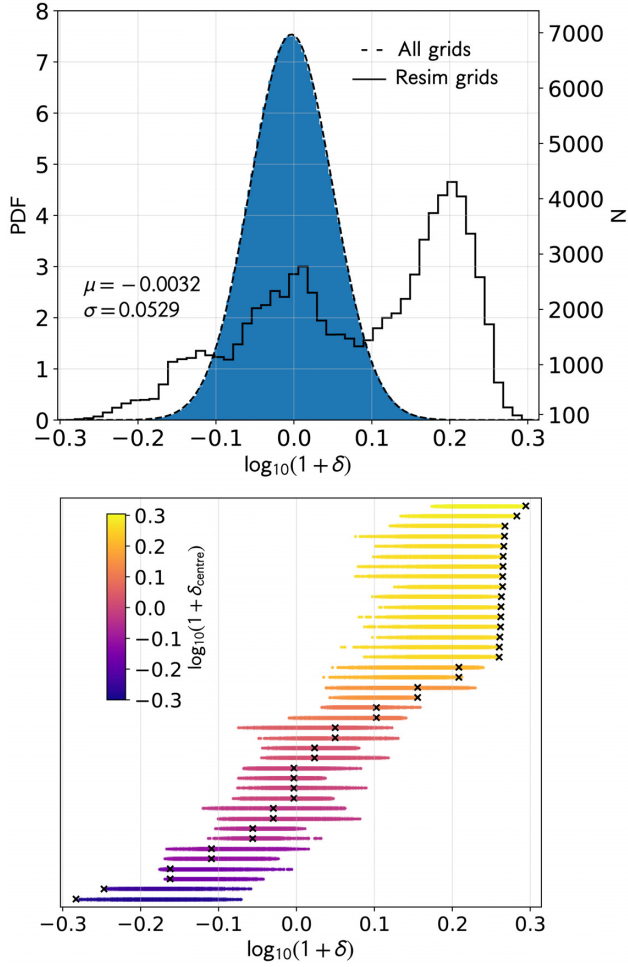 8
7
6
5
4
3
2
1
0
PDF
7000
6000
5000
4000
3000
2000
1000
100
N
All grids
Resim grids
μ = −0.0032
σ = 0.0529
−0.3 −0.2 −0.1 0.0 0.1 0.2 0.3
log₁₀(1 + δ)
0.3
0.2
0.1
0.0
−0.1
−0.2
−0.3
log₁₀(1 + δ_centre)
−0.3 −0.2 −0.1 0.0 0.1 0.2 0.3
log₁₀(1 + δ)